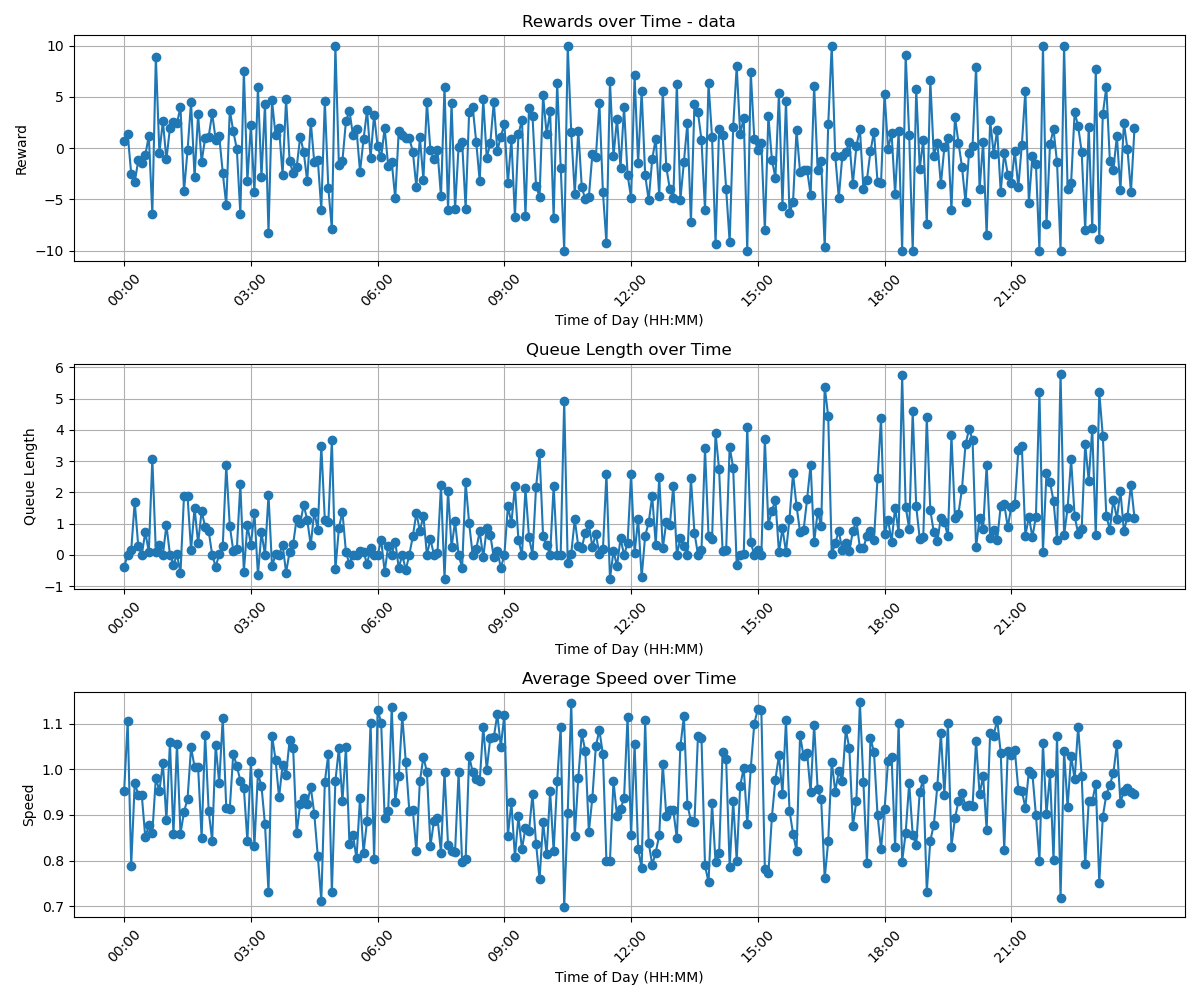 Rewards over Time - data
Reward
10
5
0
−5
−10
00:00 03:00 06:00 09:00 12:00 15:00 18:00 21:00
Time of Day (HH:MM)
Queue Length over Time
Queue Length
6
5
4
3
2
1
0
−1
00:00 03:00 06:00 09:00 12:00 15:00 18:00 21:00
Time of Day (HH:MM)
Average Speed over Time
Speed
1.1
1.0
0.9
0.8
0.7
00:00 03:00 06:00 09:00 12:00 15:00 18:00 21:00
Time of Day (HH:MM)